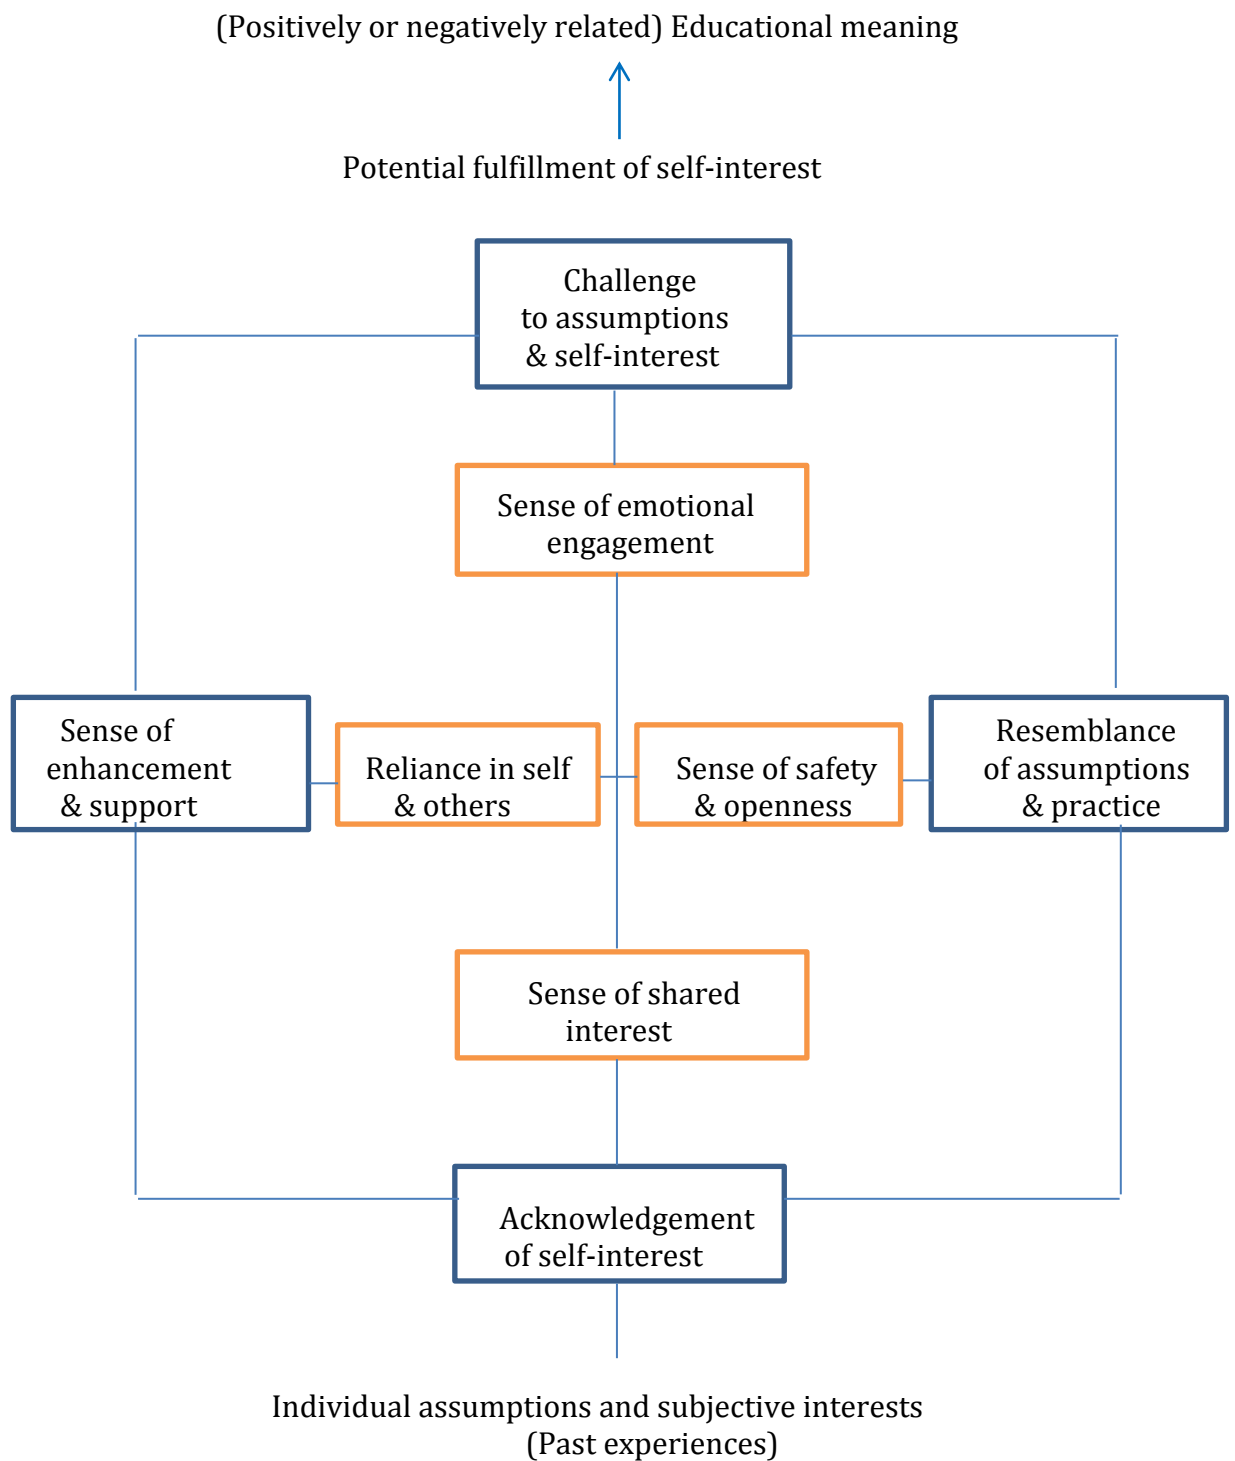 (Positively or negatively related) Educational meaning
Potential fulfillment of self-interest
Challenge
to assumptions
& self-interest
Sense of emotional
engagement
Sense of
enhancement
& support
Reliance in self
& others
Sense of safety
& openness
Resemblance
of assumptions
& practice
Sense of shared
interest
Acknowledgement
of self-interest
Individual assumptions and subjective interests
(Past experiences)